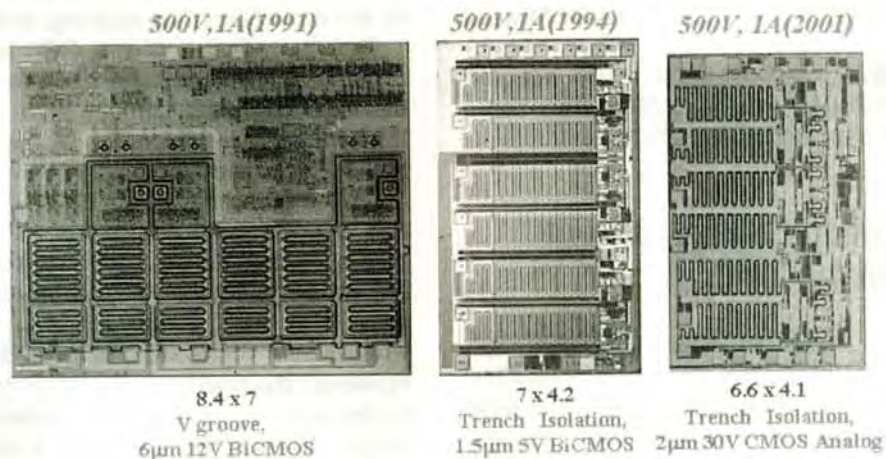 500V,1A(1991)
500V,1A(1994)
500V, 1A(2001)
8.4 x 7
V groove,
6µm 12V BiCMOS
7 x 4.2
Trench Isolation,
1.5µm 5V BiCMOS
6.6 x 4.1
Trench Isolation,
2µm 30V CMOS Analog